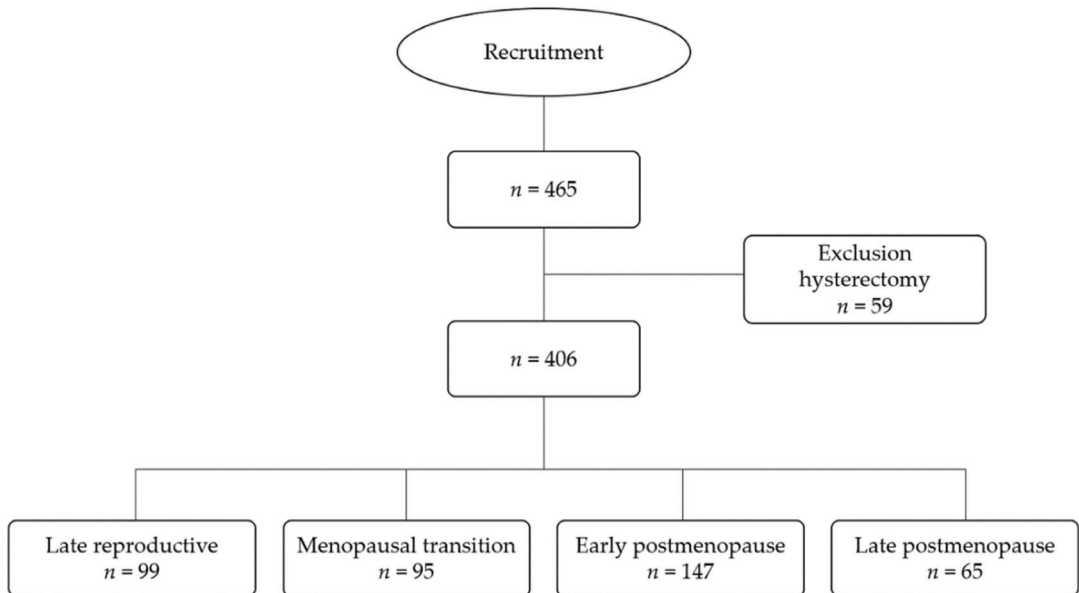 Recruitment
n = 465
Exclusion
hysterectomy
n = 59
n = 406
Late reproductive
n = 99
Menopausal transition
n = 95
Early postmenopause
n = 147
Late postmenopause
n = 65